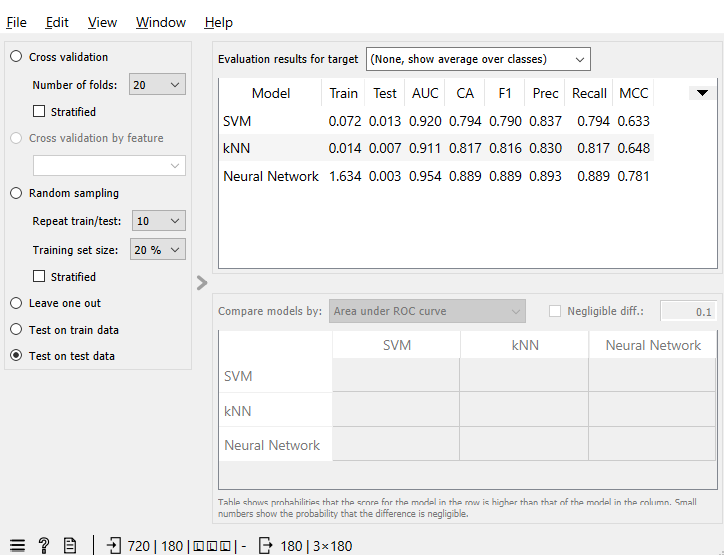 File Edit View Window Help
Cross validation
Number of folds: 20
Stratified
Cross validation by feature
Random sampling
Repeat train/test: 10
Training set size: 20 %
Stratified
Leave one out
Test on train data
Test on test data
Evaluation results for target (None, show average over classes)
Model Train Test AUC CA F1 Prec Recall MCC
SVM 0.072 0.013 0.920 0.794 0.790 0.837 0.794 0.633
kNN 0.014 0.007 0.911 0.817 0.816 0.830 0.817 0.648
Neural Network 1.634 0.003 0.954 0.889 0.889 0.893 0.889 0.781
Compare models by: Area under ROC curve Negligible diff.: 0.1
SVM kNN Neural Network
SVM
kNN
Neural Network
Table shows probabilities that the score for the model in the row is higher than that of the model in the column. Small
numbers show the probability that the difference is negligible.
720 | 180 | | - 180 | 3×180